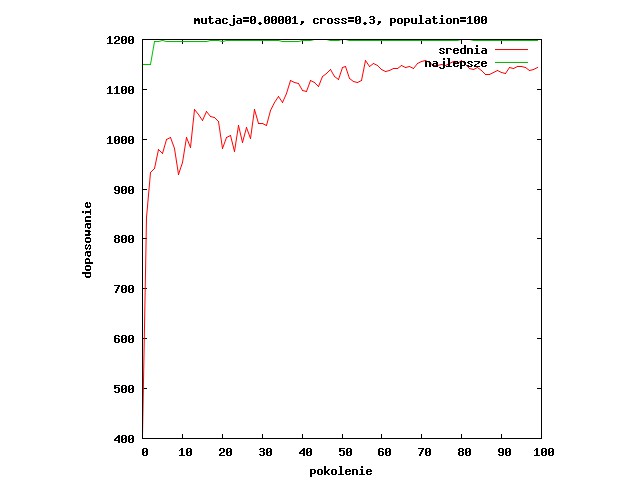 mutacja=0.00001, cross=0.3, population=100
1200
srednia
najlepsze
1100
1000
900
dopasowanie
800
700
600
500
400
0 10 20 30 40 50 60 70 80 90 100
pokolenie